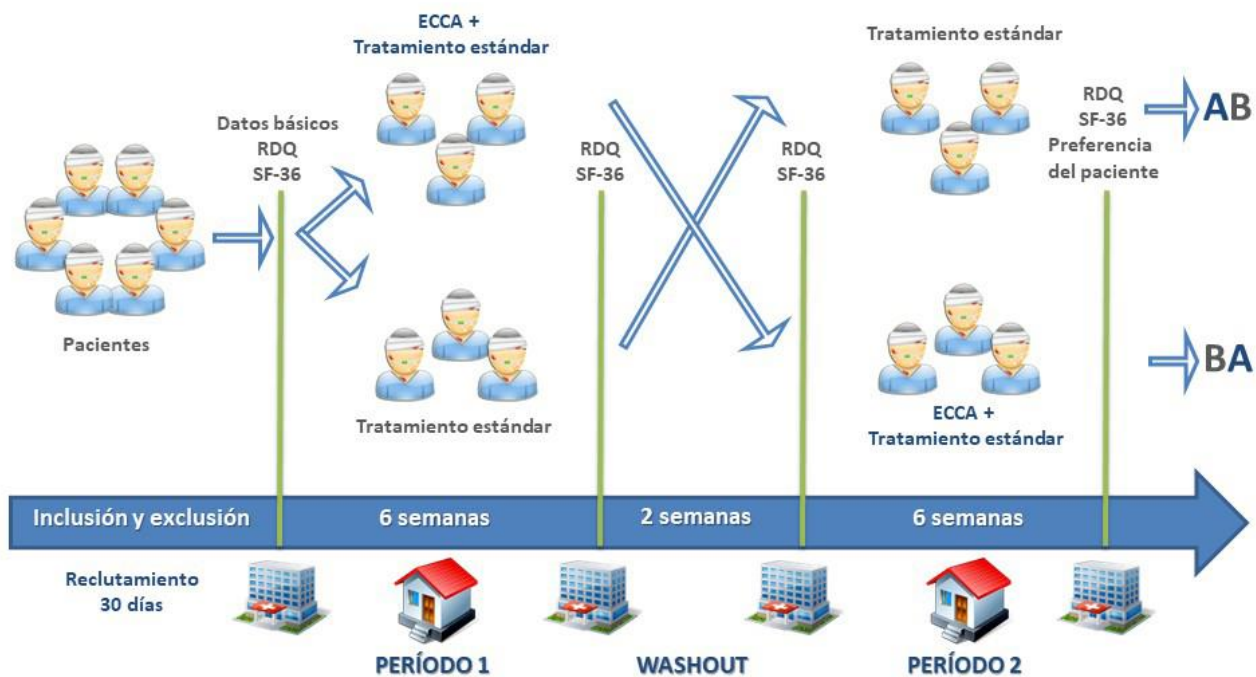 ECCA +
Tratamiento estándar
Tratamiento estándar
Datos básicos
RDQ
SF-36
RDQ
SF-36
RDQ
SF-36
RDQ
SF-36
Preferencia
del paciente
AB
Pacientes
Tratamiento estándar
ECCA +
Tratamiento estándar
BA
Inclusión y exclusión
6 semanas
2 semanas
6 semanas
Reclutamiento
30 días
PERÍODO 1
WASHOUT
PERÍODO 2